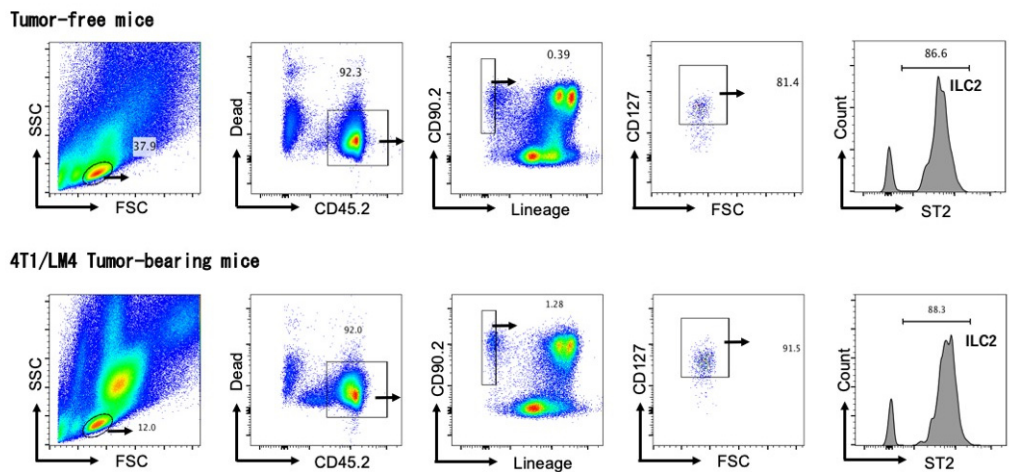 Tumor-free mice
SSC
37.9
FSC
Dead
92.3
CD45.2
CD90.2
0.39
Lineage
CD127
81.4
FSC
Count
86.6
ILC2
ST2
4T1/LM4 Tumor-bearing mice
SSC
12.0
FSC
Dead
92.0
CD45.2
CD90.2
1.28
Lineage
CD127
91.5
FSC
Count
88.3
ILC2
ST2